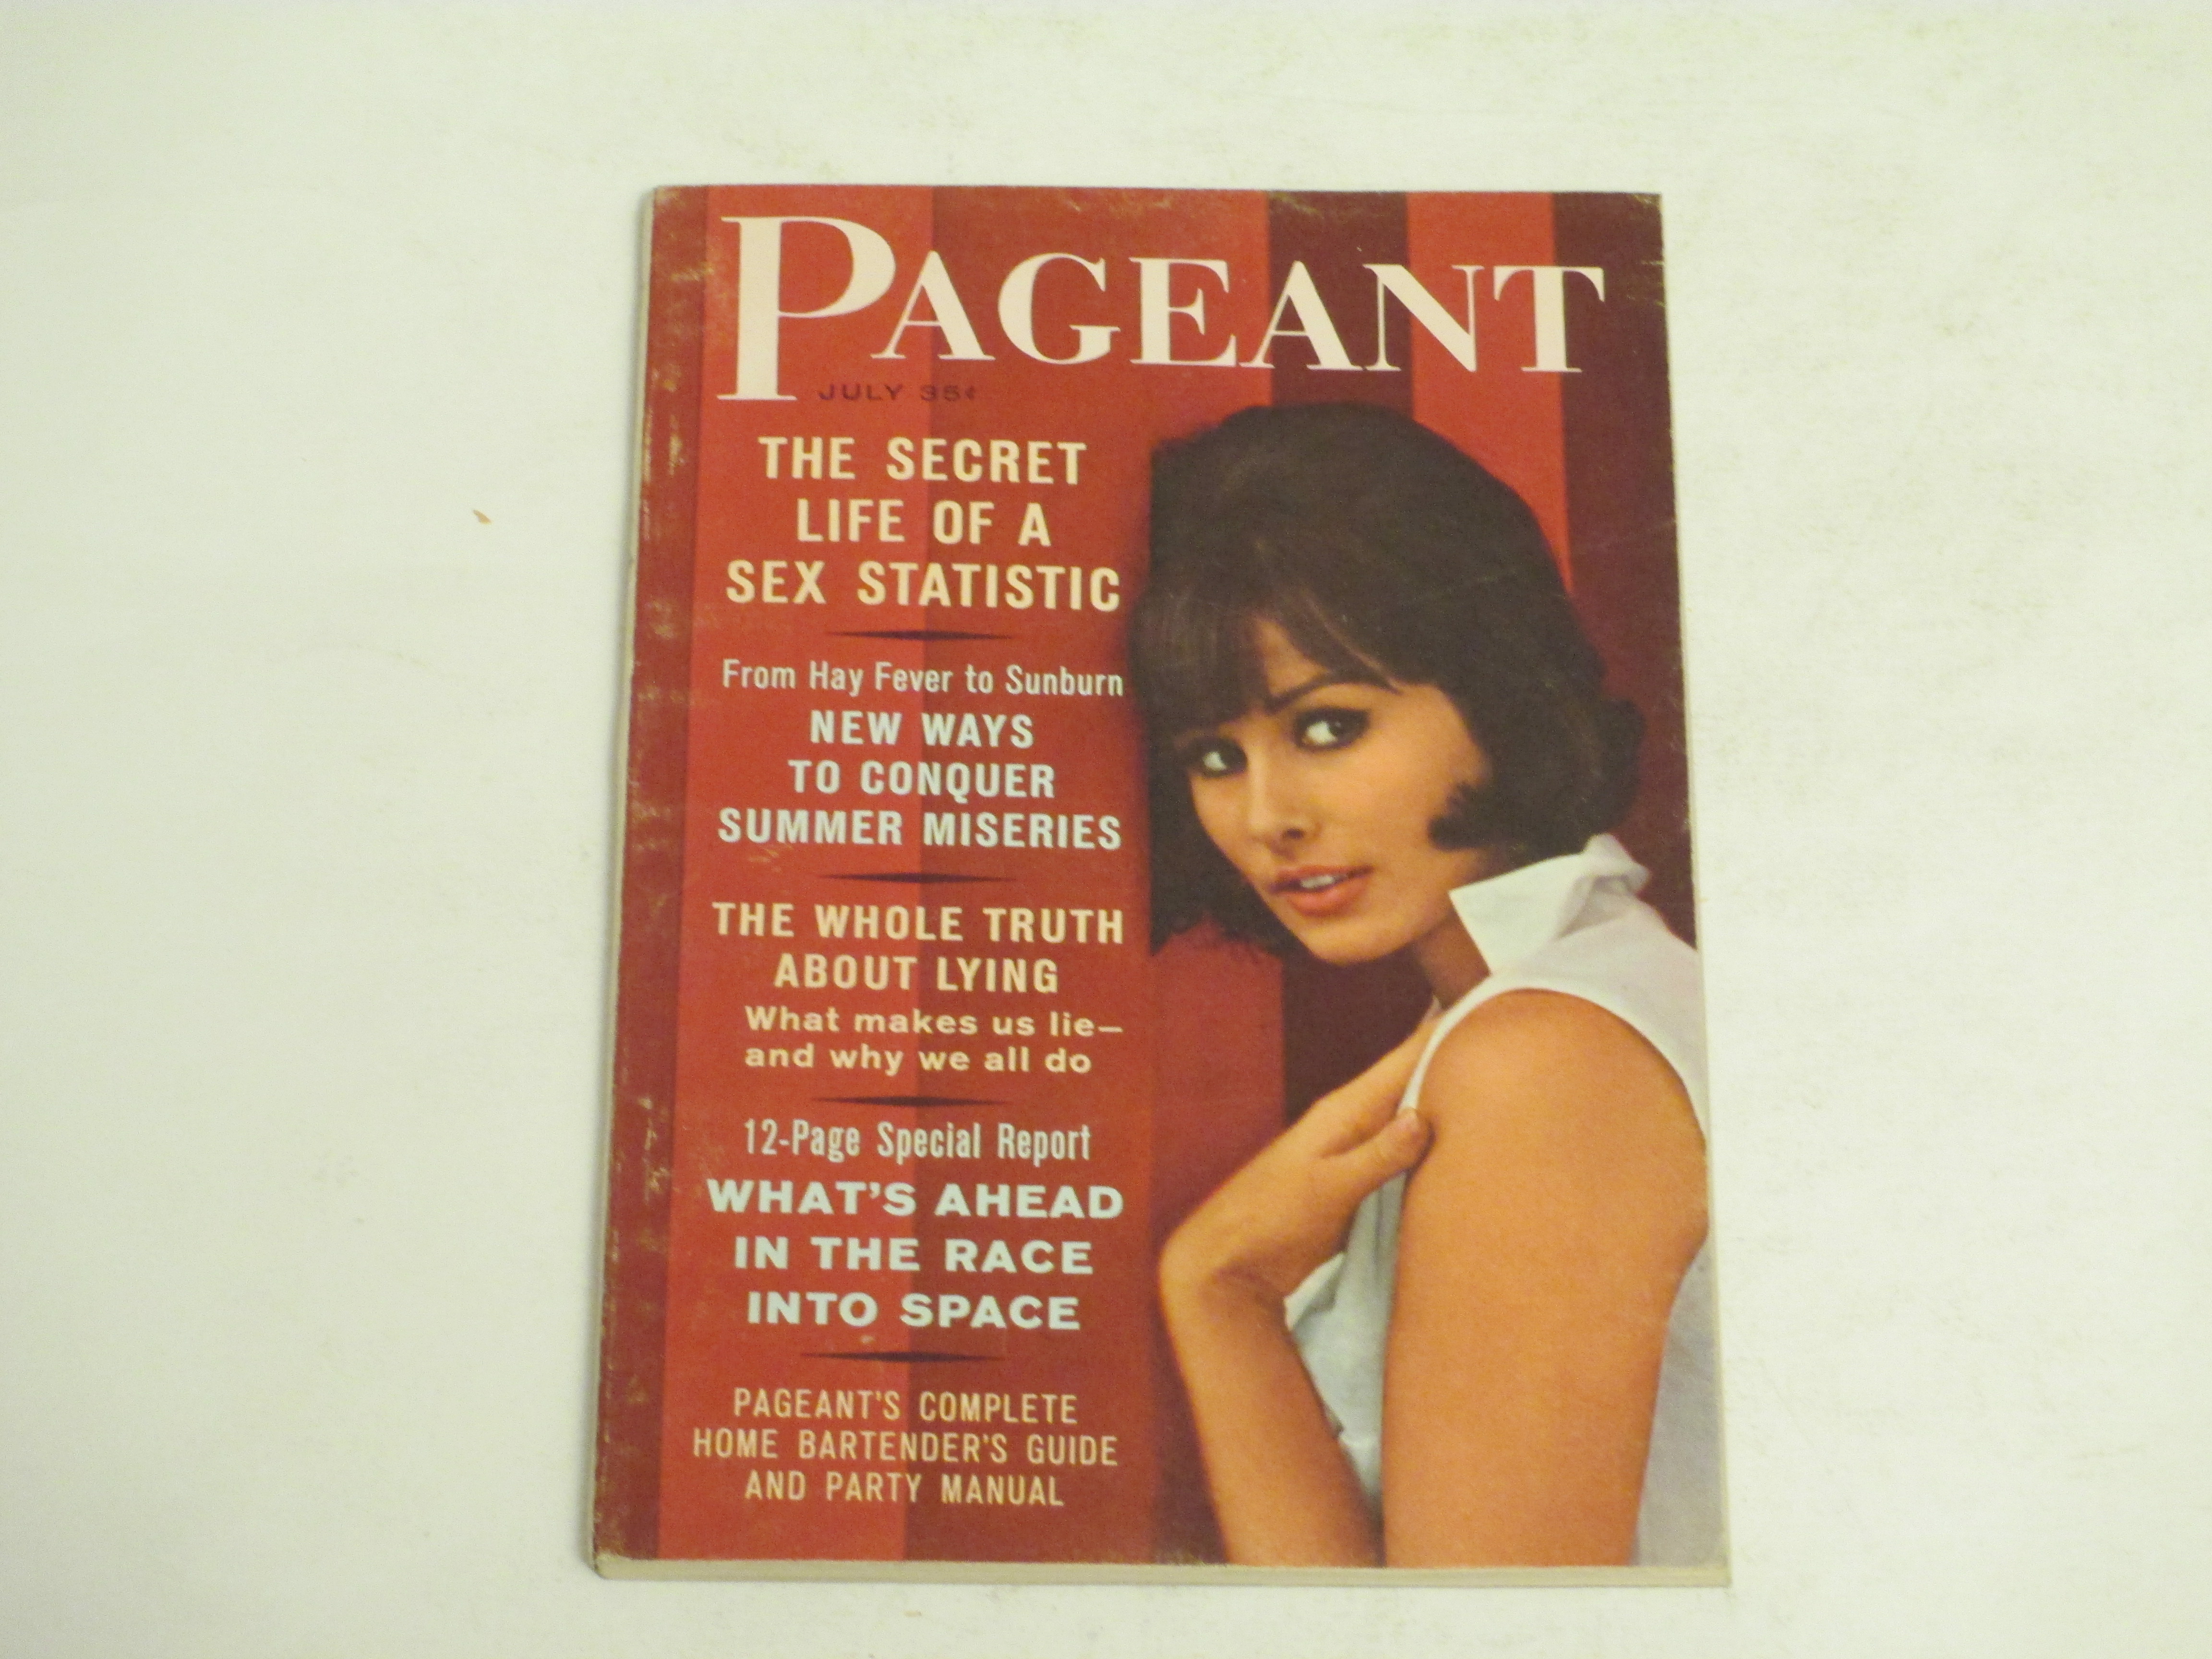 PAGEANT
JULY 35¢
THE SECRET
LIFE OF A
SEX STATISTIC
From Hay Fever to Sunburn
NEW WAYS
TO CONQUER
SUMMER MISERIES
THE WHOLE TRUTH
ABOUT LYING
What makes us lie—
and why we all do
12-Page Special Report
WHAT'S AHEAD
IN THE RACE
INTO SPACE
PAGEANT'S COMPLETE
HOME BARTENDER'S GUIDE
AND PARTY MANUAL